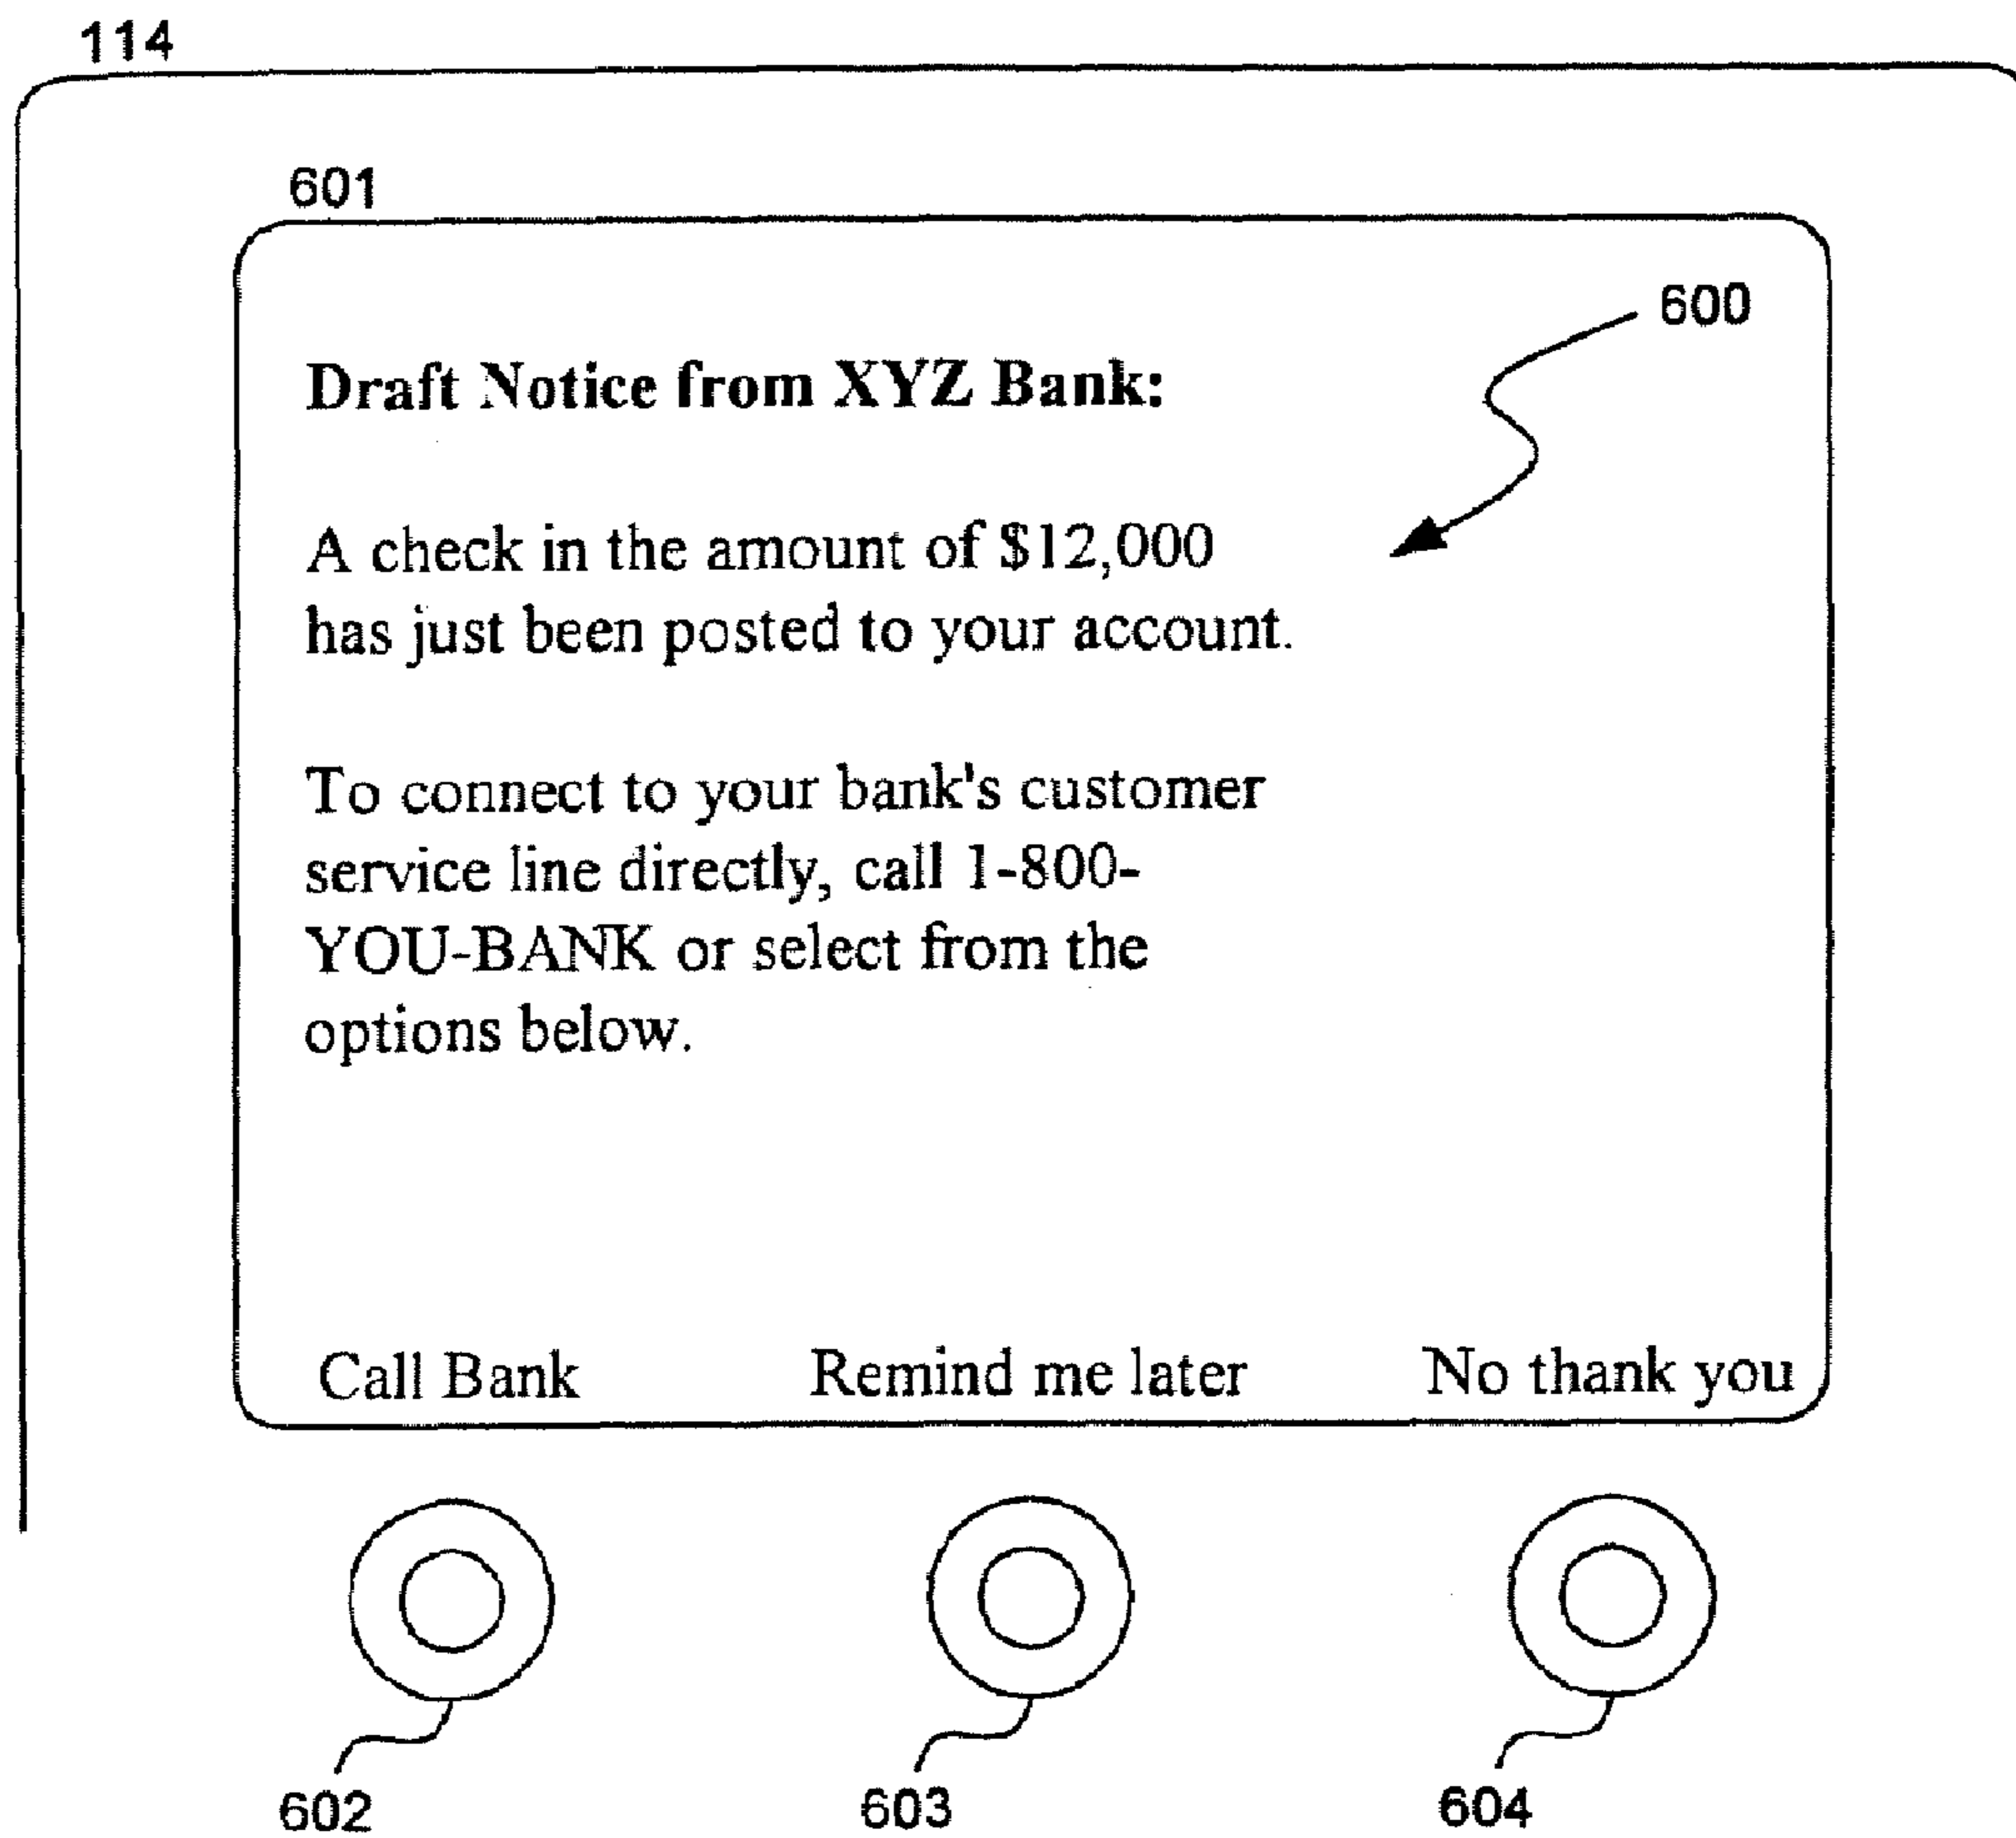 114
601
600
Draft Notice from XYZ Bank:
A check in the amount of $12,000
has just been posted to your account.
To connect to your bank's customer
service line directly, call 1-800-
YOU-BANK or select from the
options below.
Call Bank Remind me later No thank you
602 603 604